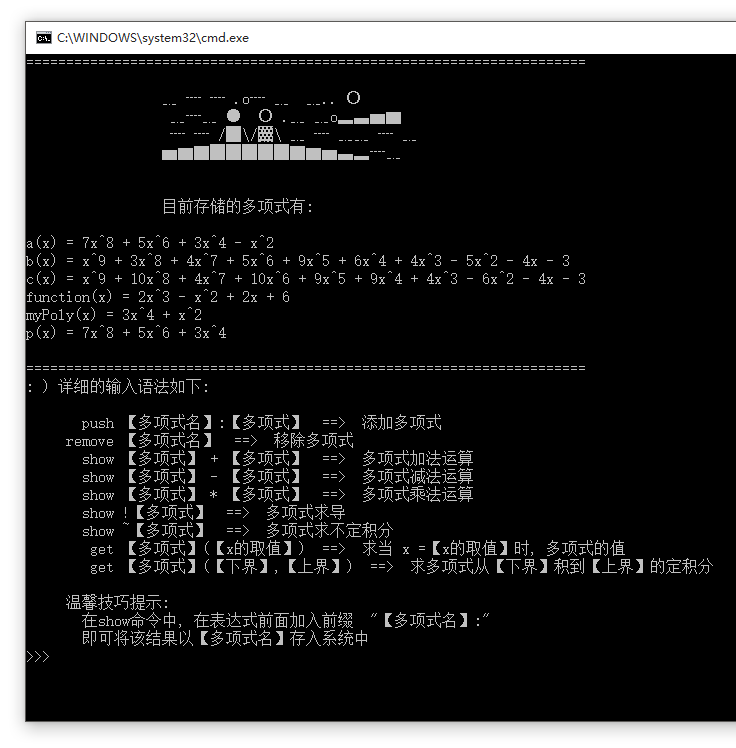 C:\WINDOWS\system32\cmd.exe
======================================================================
目前存储的多项式有:
a(x) = 7x^8 + 5x^6 + 3x^4 - x^2
b(x) = x^9 + 3x^8 + 4x^7 + 5x^6 + 9x^5 + 6x^4 + 4x^3 - 5x^2 - 4x - 3
c(x) = x^9 + 10x^8 + 4x^7 + 10x^6 + 9x^5 + 9x^4 + 4x^3 - 6x^2 - 4x - 3
function(x) = 2x^3 - x^2 + 2x + 6
myPoly(x) = 3x^4 + x^2
p(x) = 7x^8 + 5x^6 + 3x^4
======================================================================
: ) 详细的输入语法如下:
push 【多项式名】:【多项式】 ==> 添加多项式
remove 【多项式名】 ==> 移除多项式
show 【多项式】 + 【多项式】 ==> 多项式加法运算
show 【多项式】 - 【多项式】 ==> 多项式减法运算
show 【多项式】 * 【多项式】 ==> 多项式乘法运算
show !【多项式】 ==> 多项式求导
show ~【多项式】 ==> 多项式求不定积分
get 【多项式】(【x的取值】) ==> 求当 x =【x的取值】时, 多项式的值
get 【多项式】(【下界】,【上界】) ==> 求多项式从【下界】积到【上界】的定积分
温馨技巧提示:
在show命令中, 在表达式前面加入前缀 "【多项式名】:"
即可将该结果以【多项式名】存入系统中
>>>